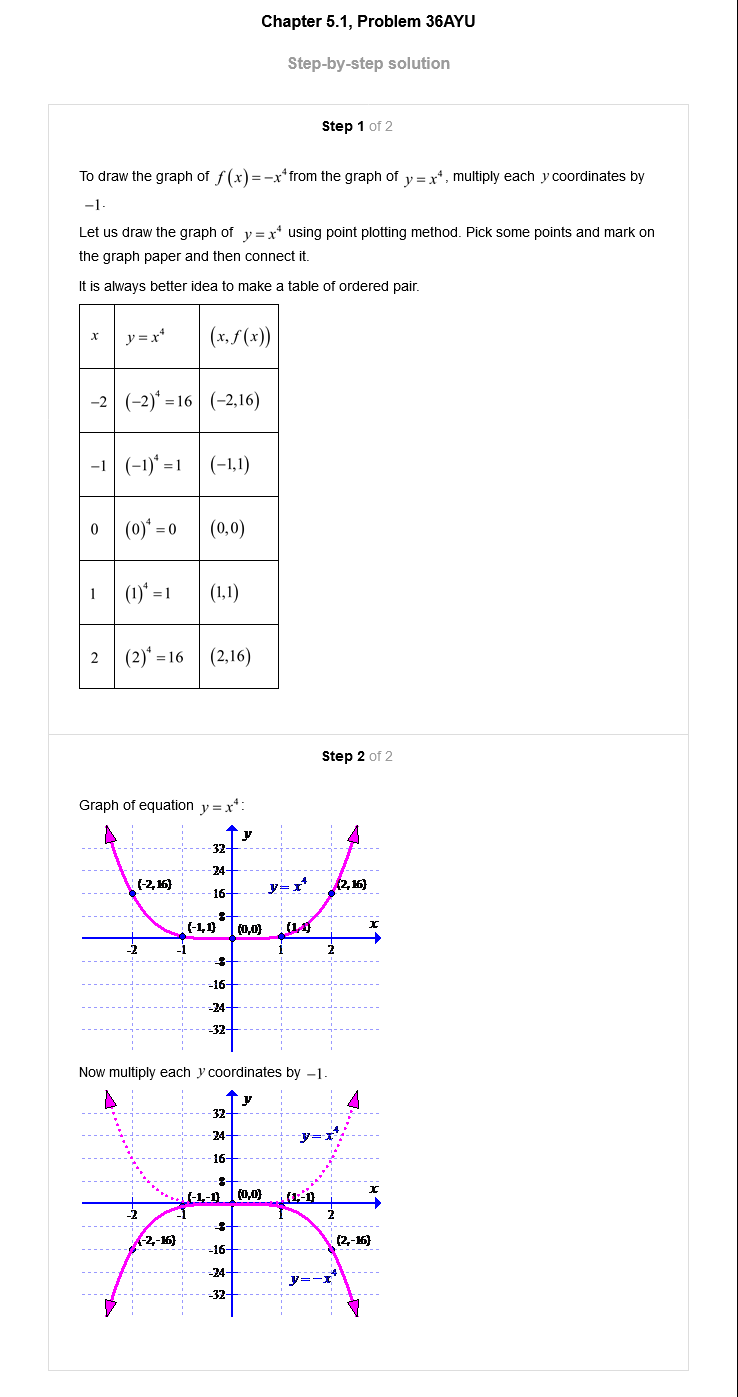 Chapter 5.1, Problem 36AYU
Step-by-step solution
Step 1 of 2
To draw the graph of f(x)=−x⁴ from the graph of y=x⁴, multiply each y coordinates by
−1.
Let us draw the graph of y=x⁴ using point plotting method. Pick some points and mark on
the graph paper and then connect it.
It is always better idea to make a table of ordered pair.
x y=x⁴ (x, f(x))
−2 (−2)⁴=16 (−2,16)
−1 (−1)⁴=1 (−1,1)
0 (0)⁴=0 (0,0)
1 (1)⁴=1 (1,1)
2 (2)⁴=16 (2,16)
Step 2 of 2
Graph of equation y=x⁴:
y
32
24
(-2,16) 16 y=x⁴ (2,16)
8
(-1,1) (0,0) (1,1) x
-2 -1 1 2
-8
-16
-24
-32
Now multiply each y coordinates by −1.
y
32
24 y=x⁴
16
8
(-1,-1) (0,0) (1,-1) x
-2 -1 1 2
-8
(-2,-16) -16 (2,-16)
-24 y=−x⁴
-32